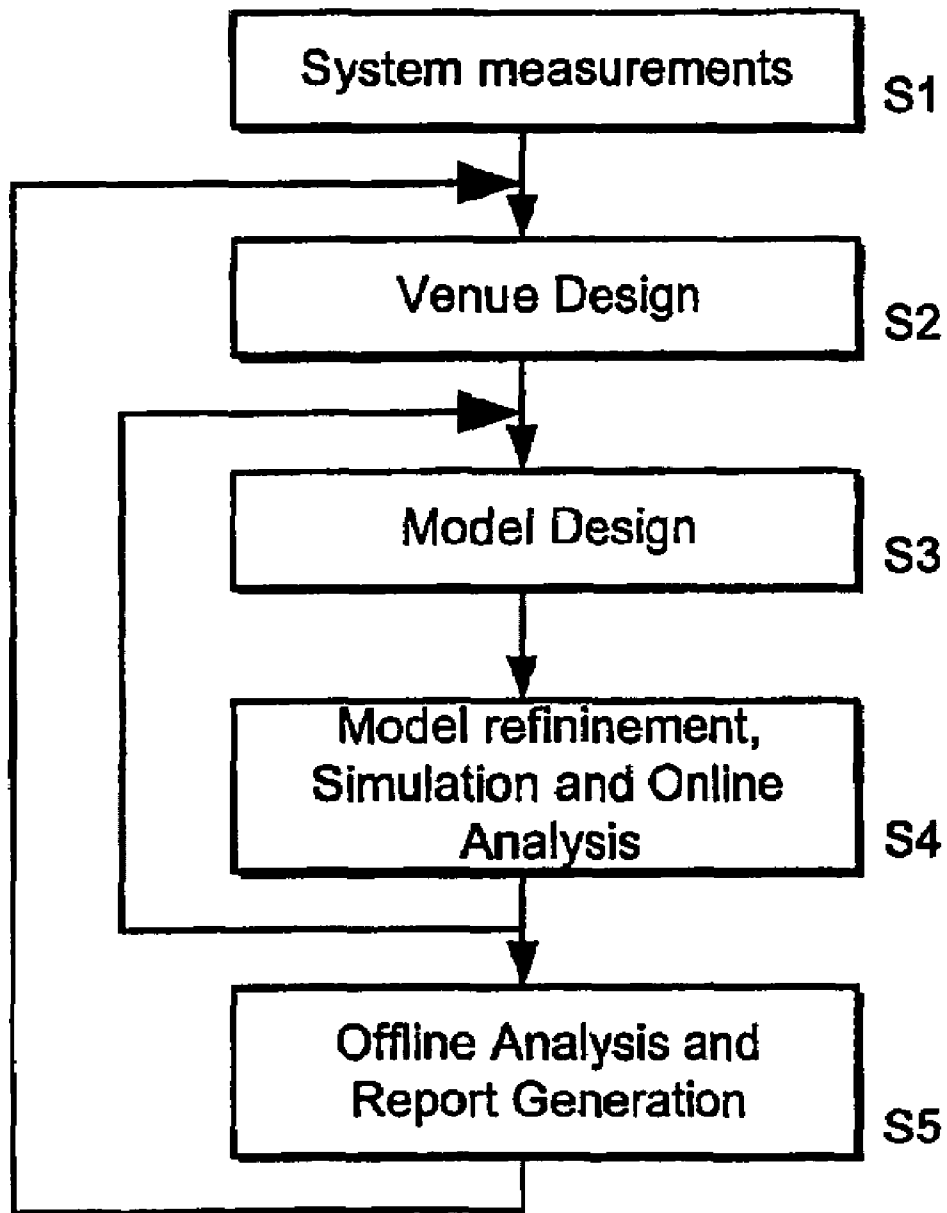 System measurements
S1
Venue Design
S2
Model Design
S3
Model refininement,
Simulation and Online
Analysis
S4
Offline Analysis and
Report Generation
S5